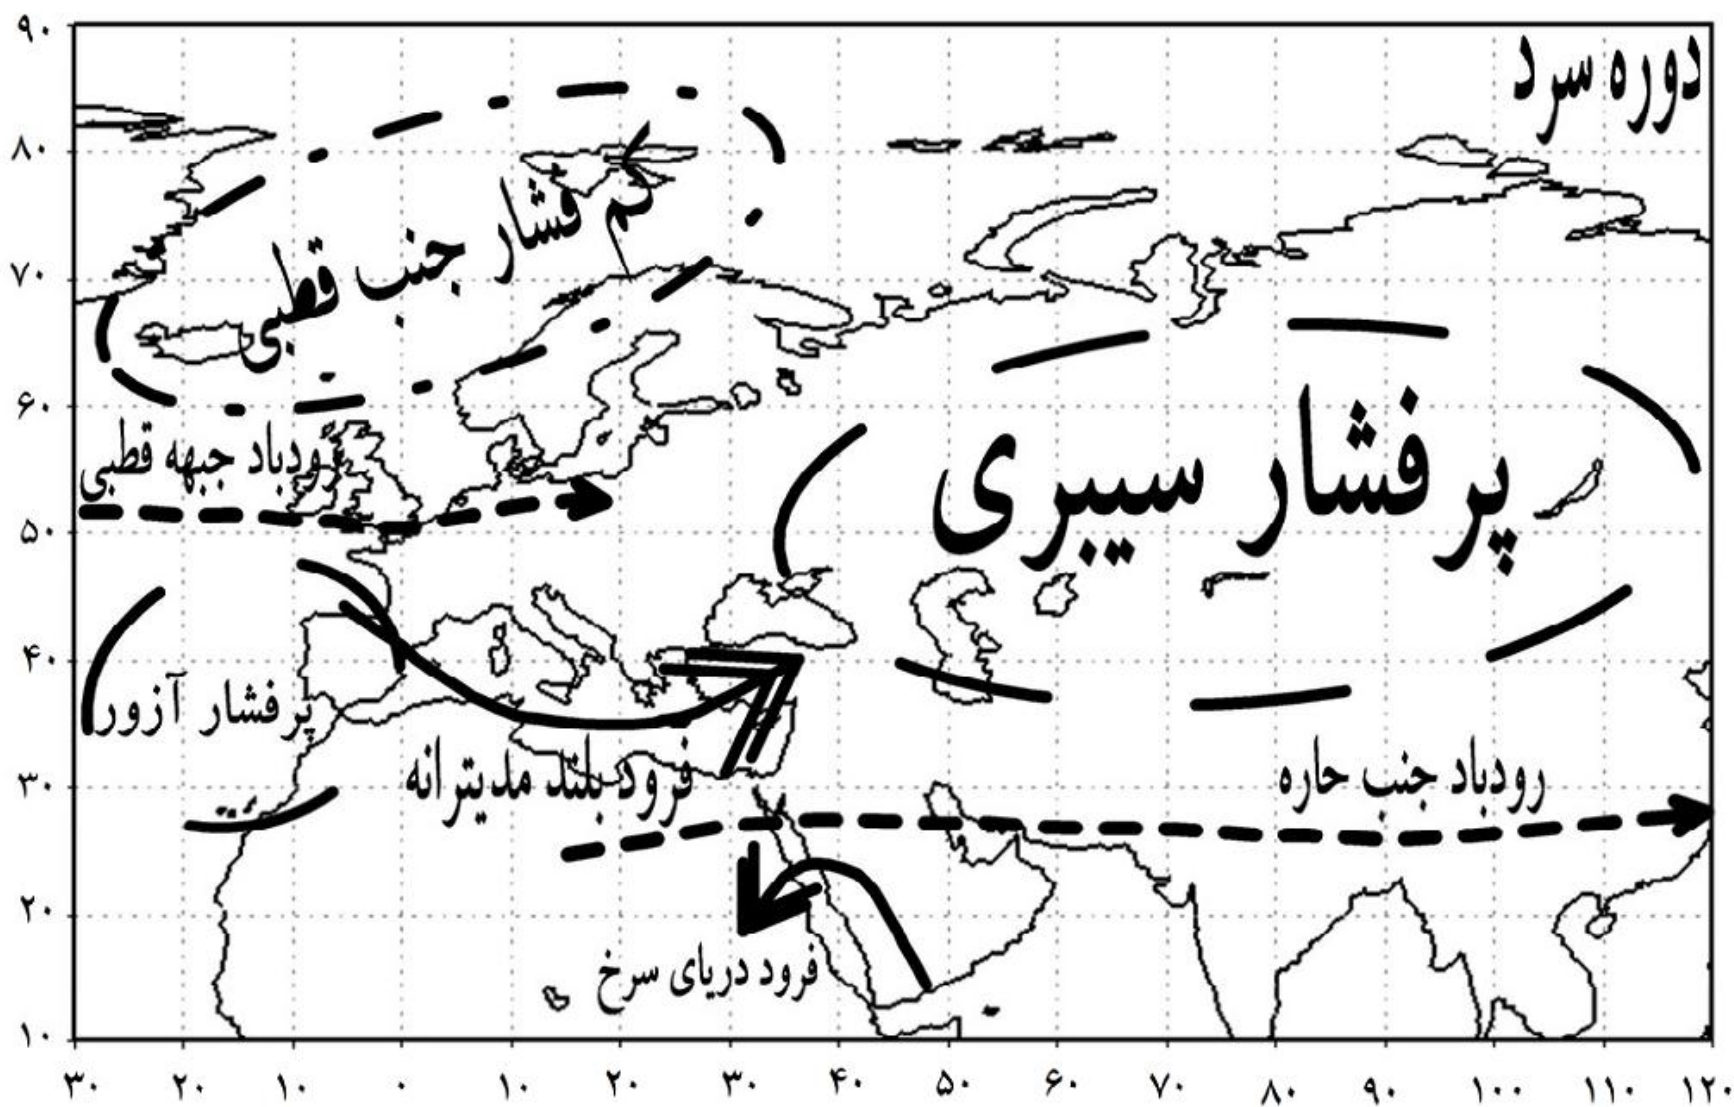 دوره سرد
۹۰
۸۰
۷۰
۶۰
۵۰
۴۰
۳۰
۲۰
۱۰
کم فشار جنب قطبی
رودباد جبهه قطبی
پرفشار سیبری
پرفشار آزور
فرود بلند مدیترانه
رودباد جنب حاره
فرود دریای سرخ
۳۰ ۲۰ ۱۰ ۰ ۱۰ ۲۰ ۳۰ ۴۰ ۵۰ ۶۰ ۷۰ ۸۰ ۹۰ ۱۰۰ ۱۱۰ ۱۲۰